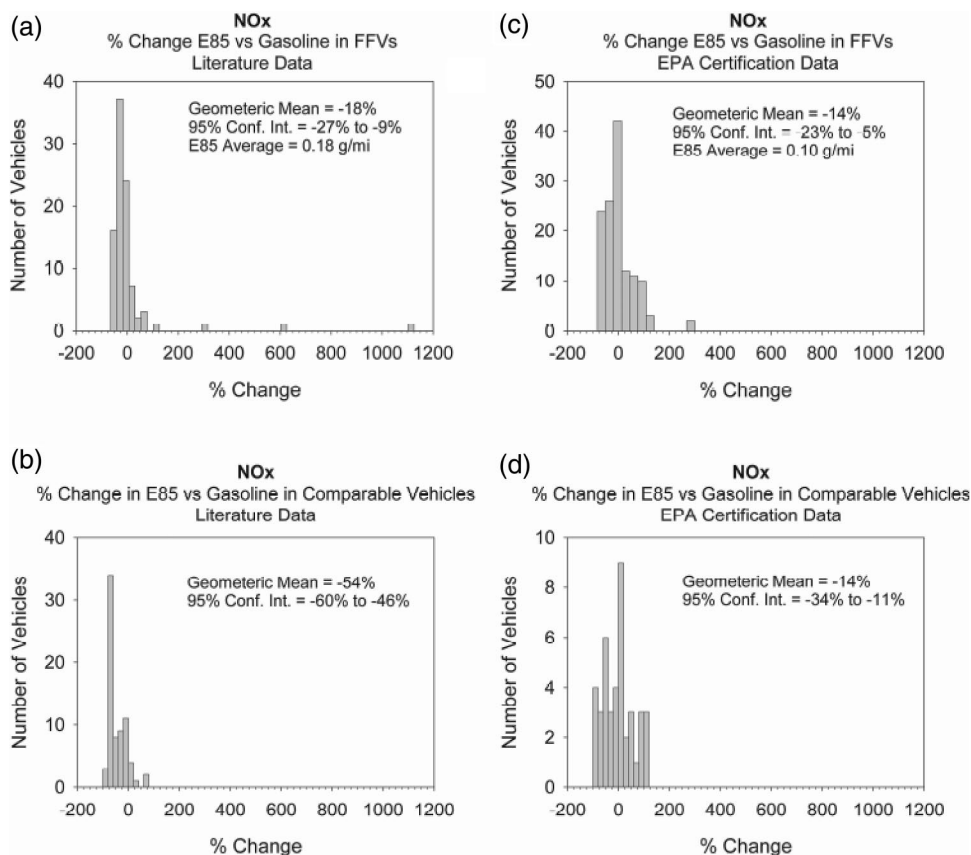 (a)
NOx
% Change E85 vs Gasoline in FFVs
Literature Data
Geometeric Mean = -18%
95% Conf. Int. = -27% to -9%
E85 Average = 0.18 g/mi
Number of Vehicles
40
30
20
10
0
-200 0 200 400 600 800 1000 1200
% Change
(c)
NOx
% Change E85 vs Gasoline in FFVs
EPA Certification Data
Geometeric Mean = -14%
95% Conf. Int. = -23% to -5%
E85 Average = 0.10 g/mi
Number of Vehicles
50
40
30
20
10
0
-200 0 200 400 600 800 1000 1200
% Change
(b)
NOx
% Change in E85 vs Gasoline in Comparable Vehicles
Literature Data
Geometeric Mean = -54%
95% Conf. Int. = -60% to -46%
Number of Vehicles
40
30
20
10
0
-200 0 200 400 600 800 1000 1200
% Change
(d)
NOx
% Change in E85 vs Gasoline in Comparable Vehicles
EPA Certification Data
Geometeric Mean = -14%
95% Conf. Int. = -34% to -11%
Number of Vehicles
10
8
6
4
2
0
-200 0 200 400 600 800 1000 1200
% Change